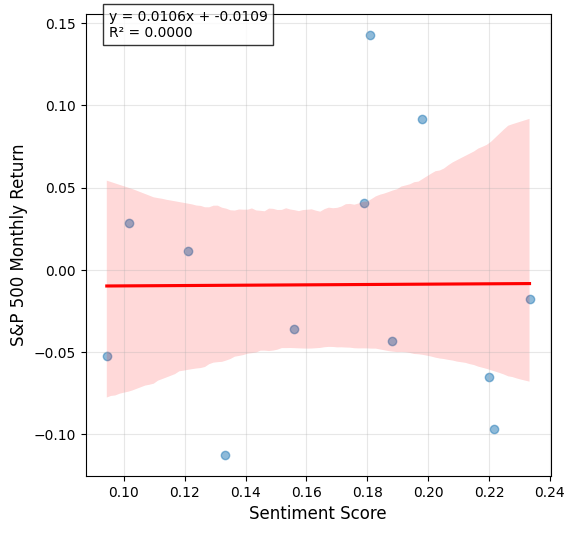 y = 0.0106x + -0.0109
R² = 0.0000
0.15
0.10
0.05
0.00
−0.05
−0.10
S&P 500 Monthly Return
0.10 0.12 0.14 0.16 0.18 0.20 0.22 0.24
Sentiment Score